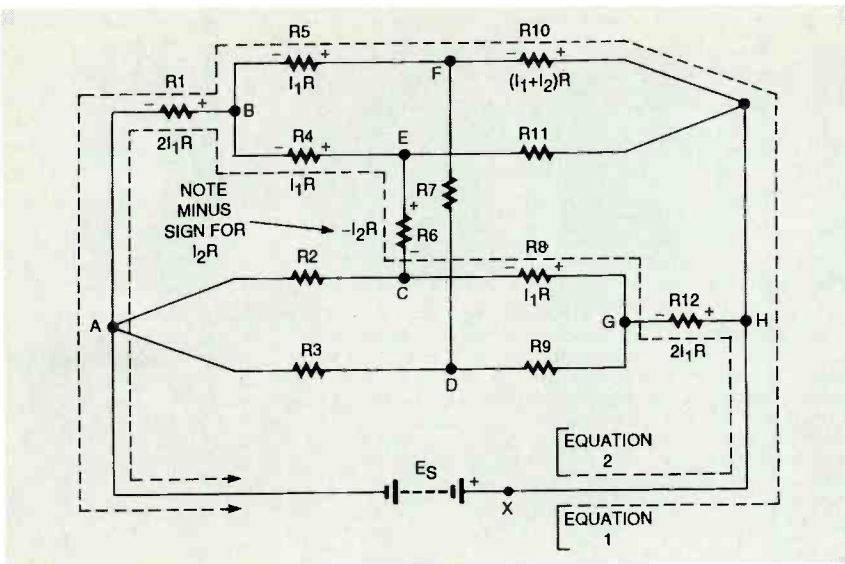 R5
R10
R1
I₁R
F
(I₁+I₂)R
B
R4
E
R11
2I₁R
I₁R
R7
NOTE
MINUS
SIGN FOR
I₂R
-I₂R
R6
R2
R8
C
I₁R
R12
A
G
H
R3
R9
2I₁R
D
EQUATION
2
ES
+
X
EQUATION
1